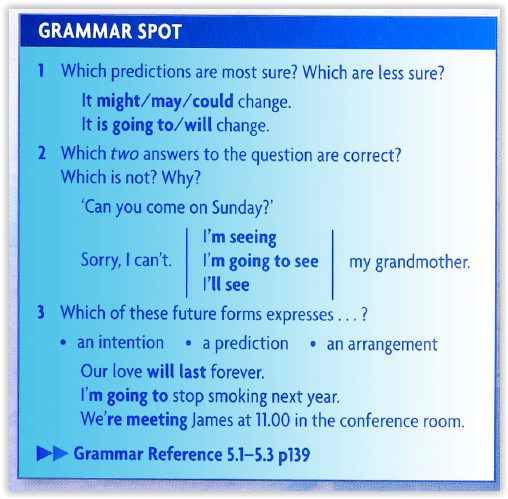 GRAMMAR SPOT
1 Which predictions are most sure? Which are less sure?
It might/may/could change.
It is going to/will change.
2 Which two answers to the question are correct?
Which is not? Why?
'Can you come on Sunday?'
I'm seeing
Sorry, I can't. I'm going to see my grandmother.
I'll see
3 Which of these future forms expresses . . . ?
• an intention • a prediction • an arrangement
Our love will last forever.
I'm going to stop smoking next year.
We're meeting James at 11.00 in the conference room.
▶▶ Grammar Reference 5.1–5.3 p139